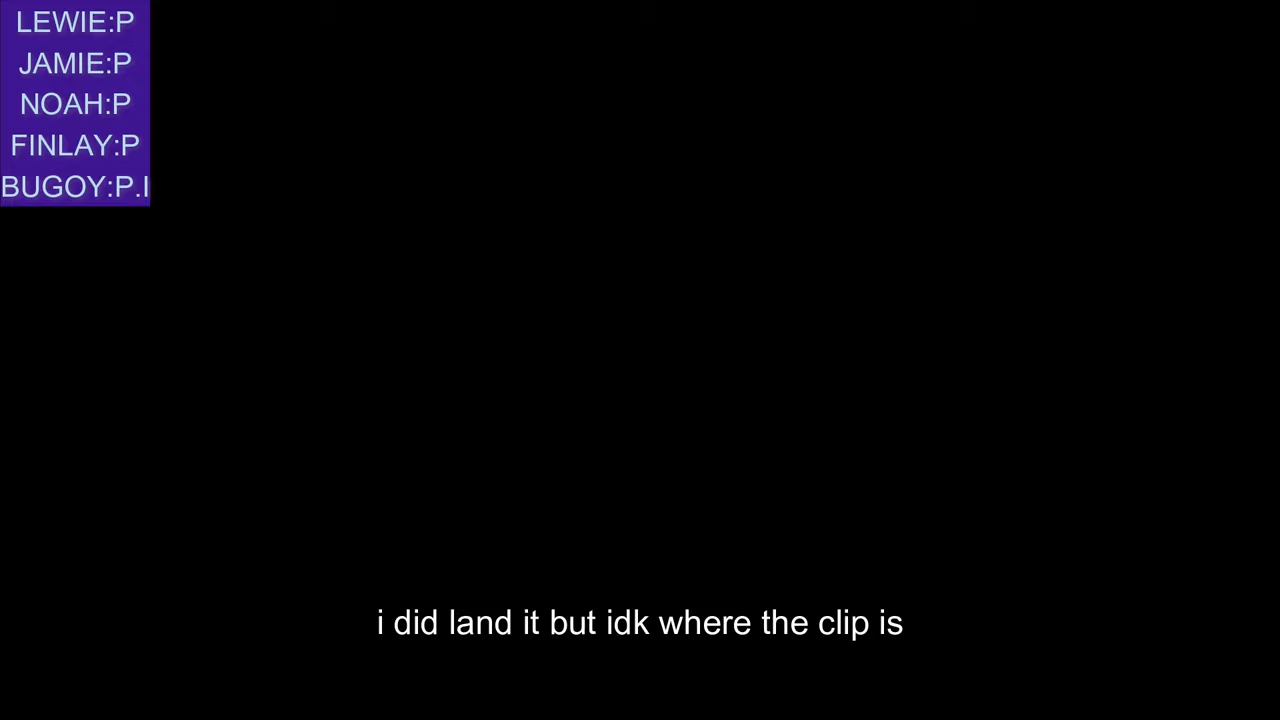 LEWIE:P
JAMIE:P
NOAH:P
FINLAY:P
BUGOY:P.I
i did land it but idk where the clip is